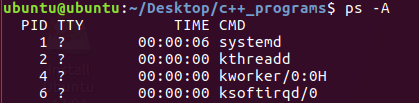 ubuntu@ubuntu:~/Desktop/c++_programs$ ps -A
  PID TTY          TIME CMD
    1 ?        00:00:06 systemd
    2 ?        00:00:00 kthreadd
    4 ?        00:00:00 kworker/0:0H
    6 ?        00:00:00 ksoftirqd/0